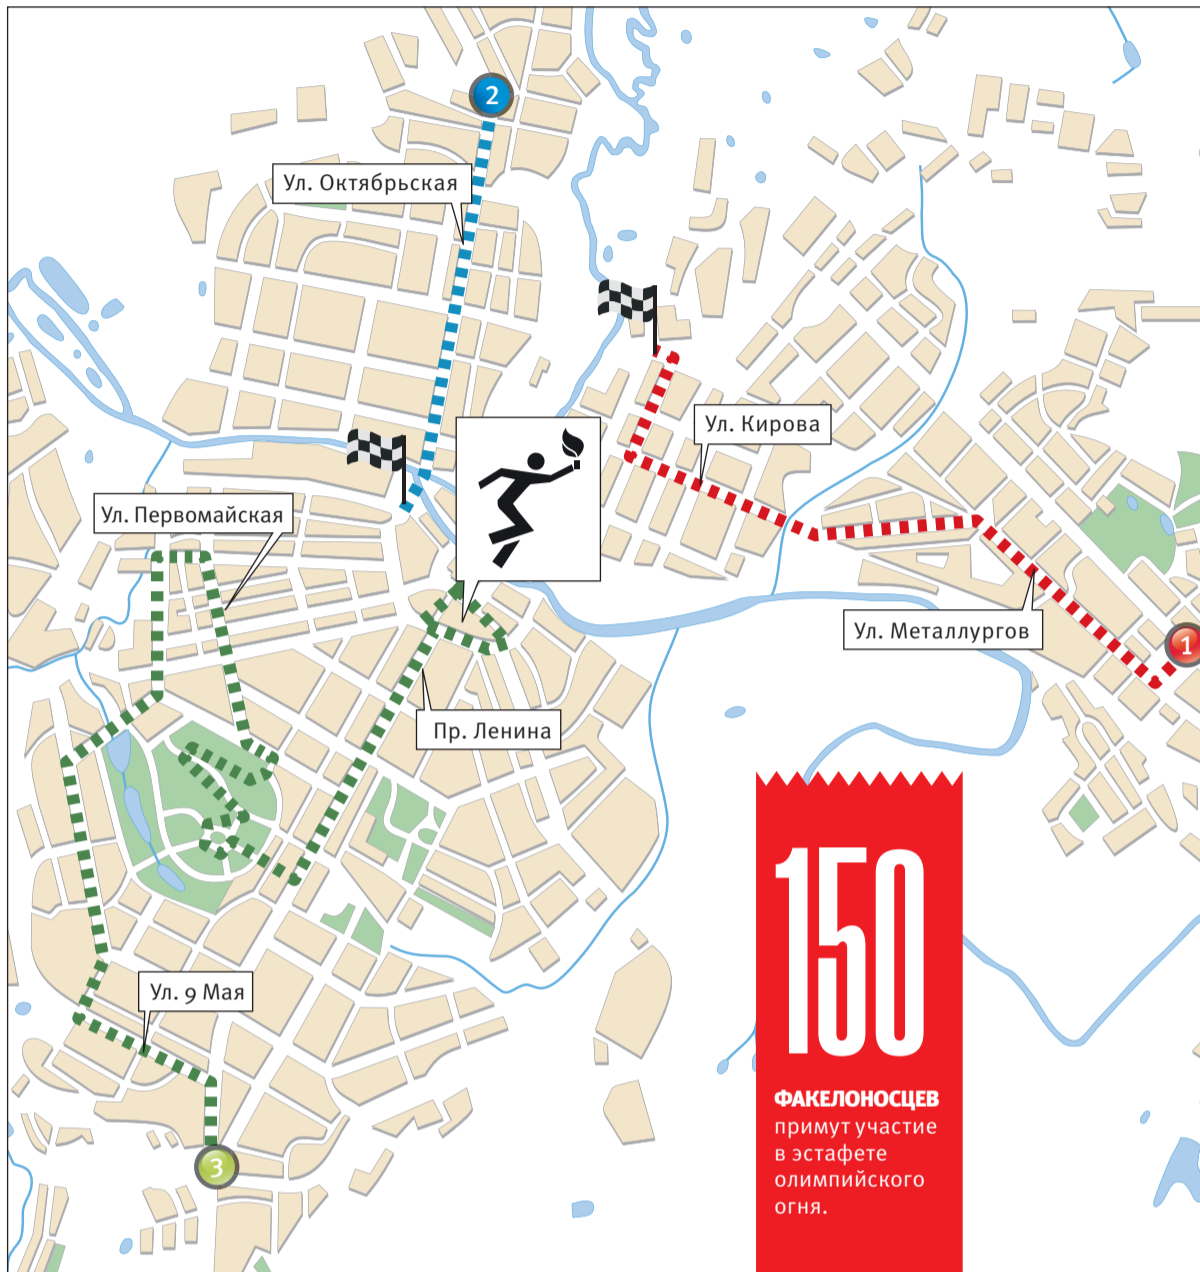 2
Ул. Октябрьская
Ул. Кирова
Ул. Первомайская
Ул. Металлургов
1
Пр. Ленина
Ул. 9 Мая
3
150
ФАКЕЛОНОСЦЕВ
примут участие
в эстафете
олимпийского
огня.